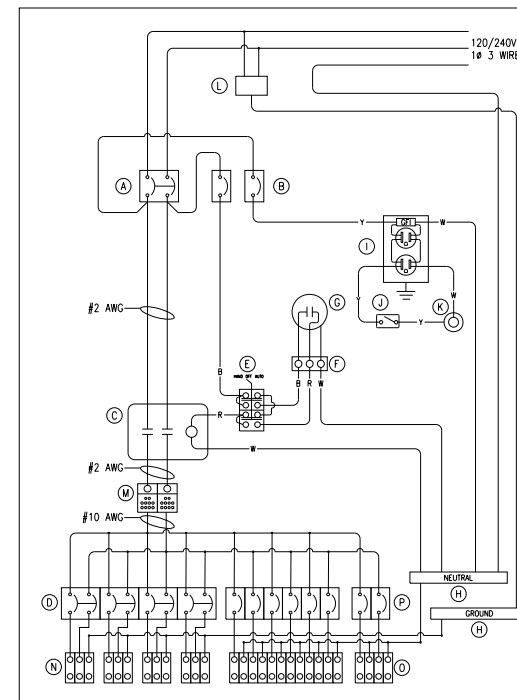 120/240V
1ø 3 WIRE
L
A
B
Y
GFI
W
I
#2 AWG
G
J
K
W
Y
Y
E
HAND OFF AUTO
F
B
B R W
C
R
W
#2 AWG
M
#10 AWG
NEUTRAL
H
D
P
GROUND
H
N
O